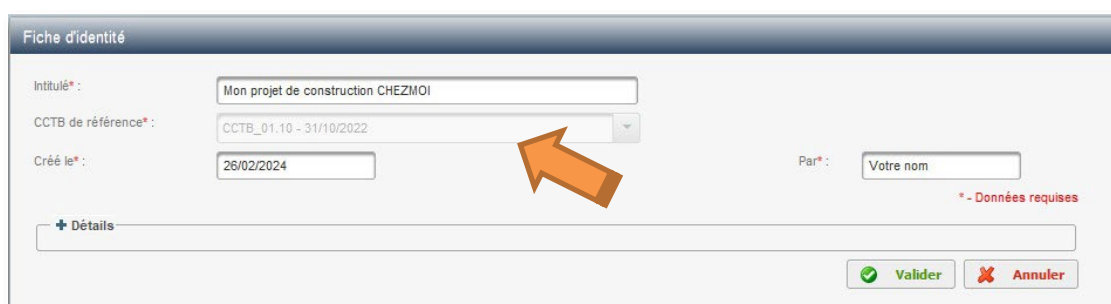 Fiche d'identité
Intitulé* : Mon projet de construction CHEZMOI
CCTB de référence* : CCTB_01.10 - 31/10/2022
Créé le* : 26/02/2024 Par* : Votre nom
* - Données requises
+ Détails
Valider Annuler